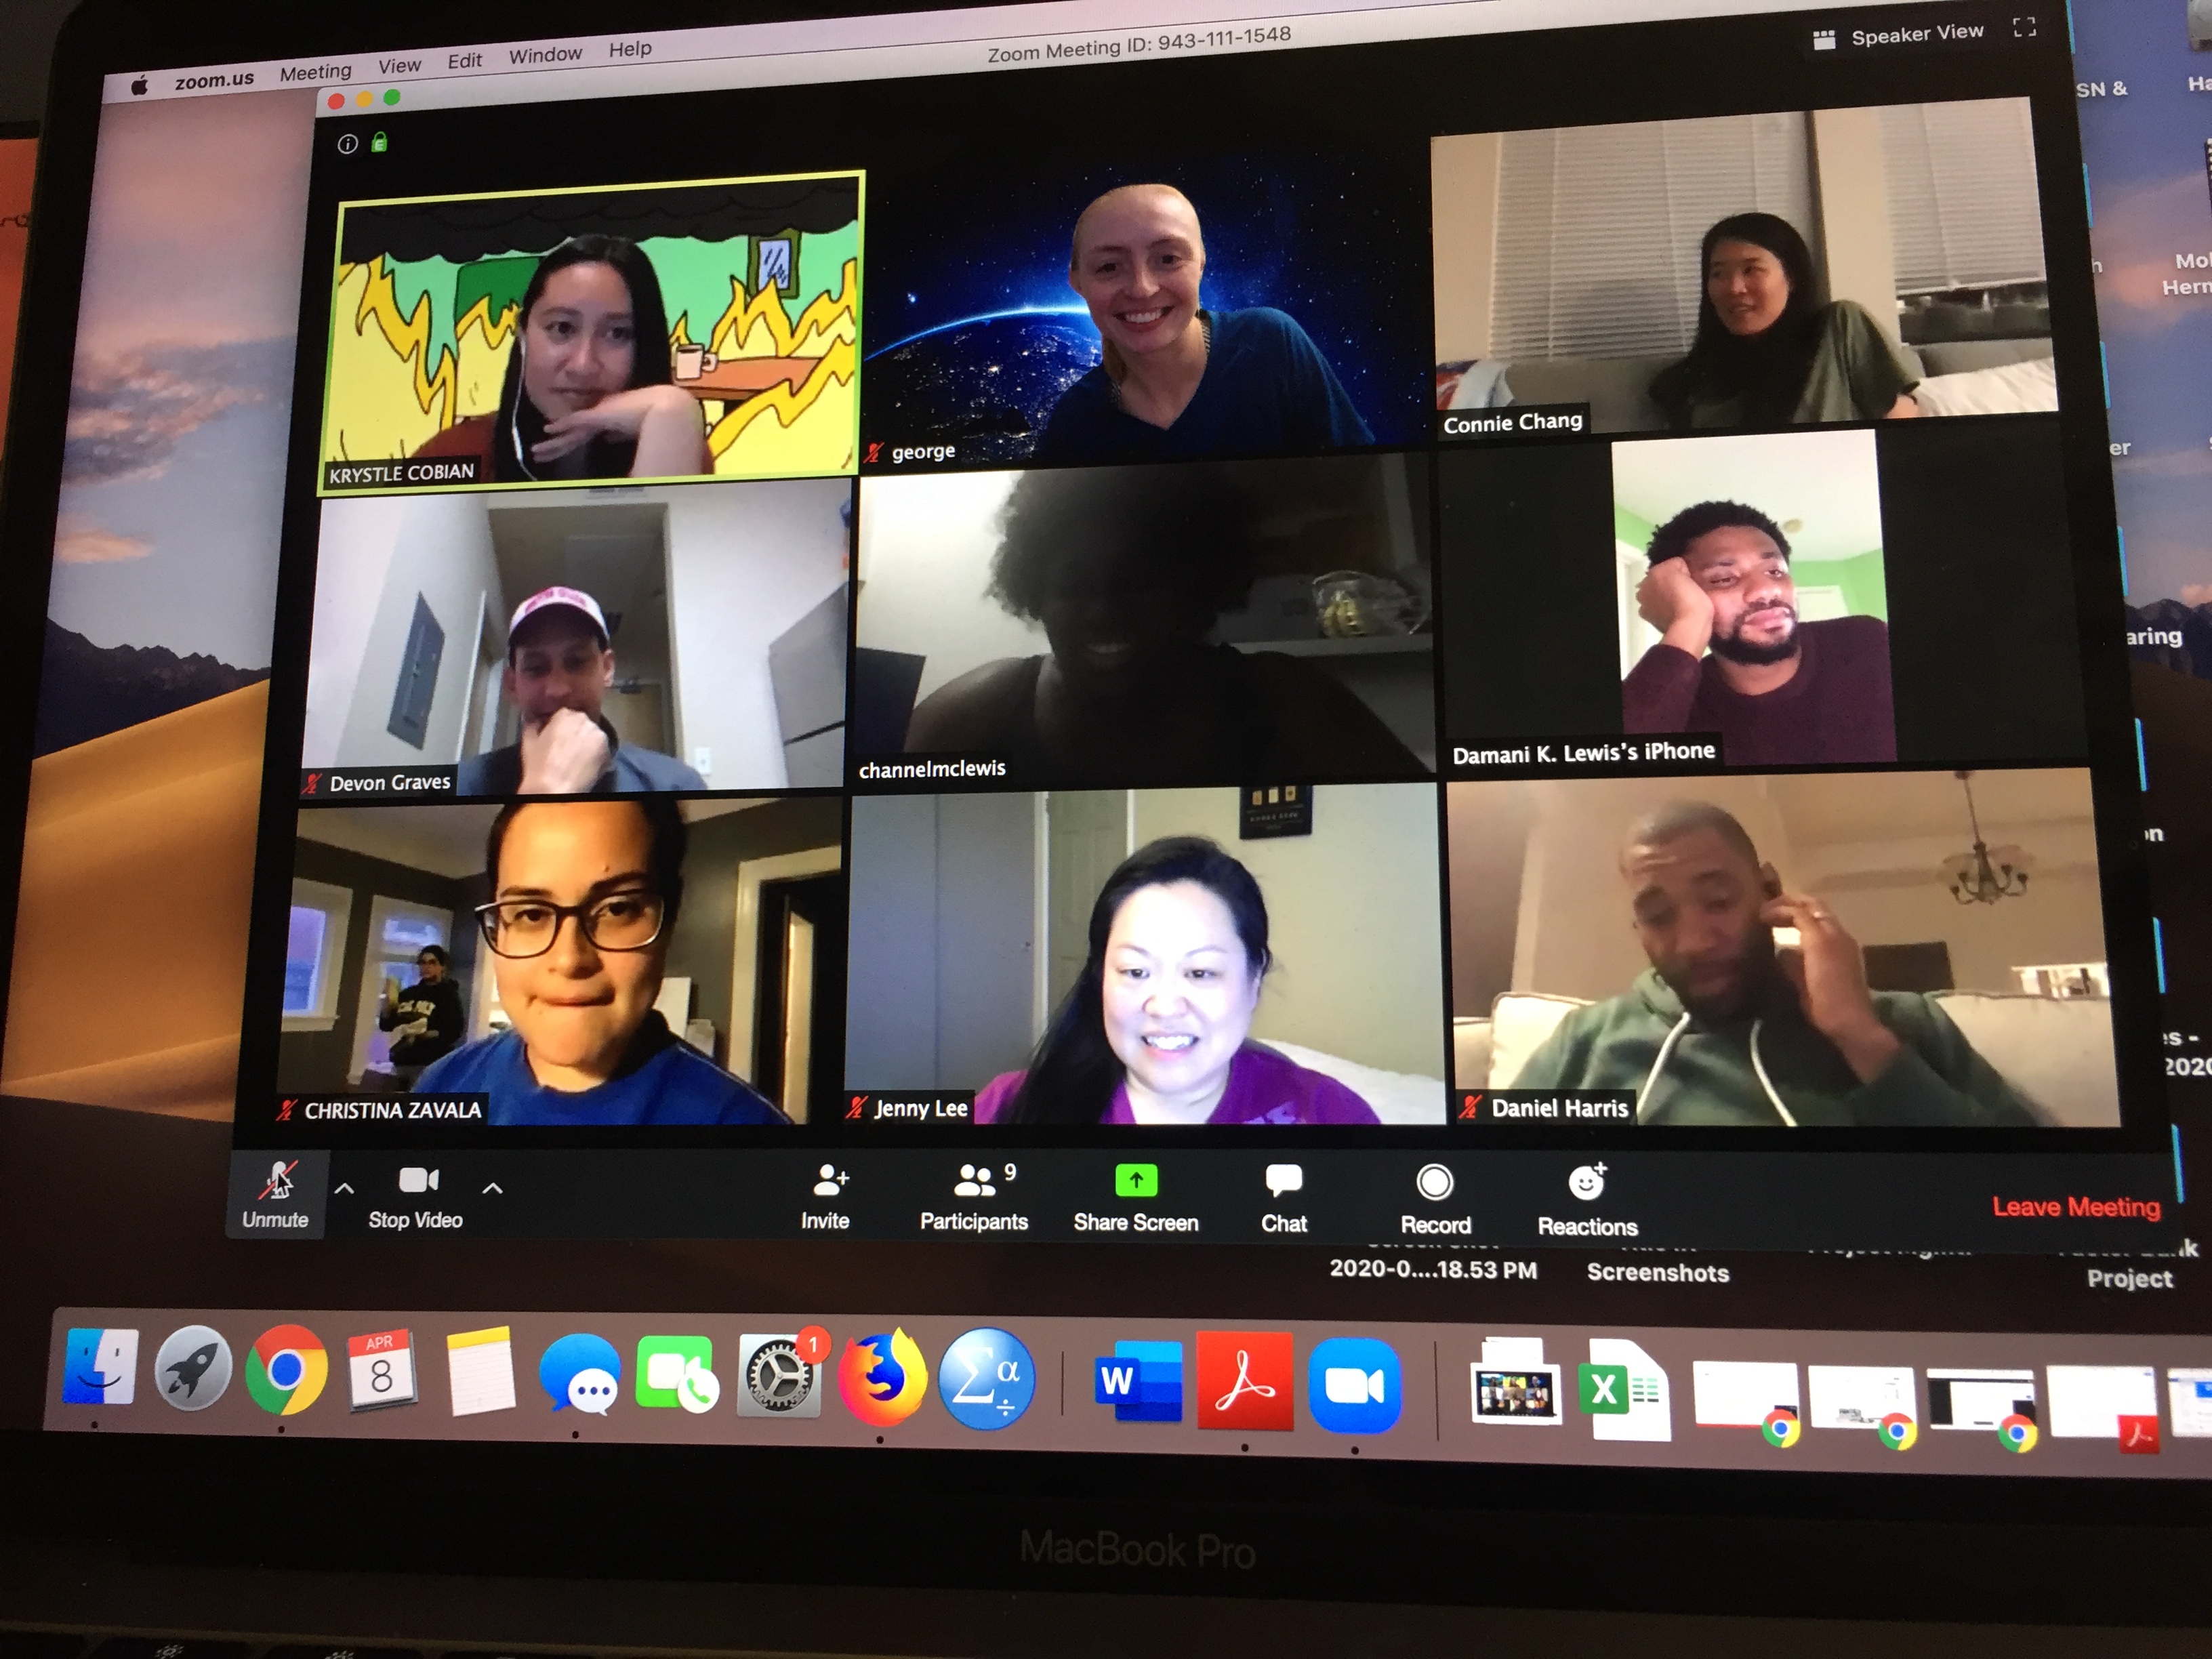 zoom.us Meeting View Edit Window Help
Zoom Meeting ID: 943-111-1548
Speaker View
SN &
KRYSTLE COBIAN
george
Connie Chang
Devon Graves
channelmclewis
Damani K. Lewis's iPhone
CHRISTINA ZAVALA
Jenny Lee
Daniel Harris
Unmute
Stop Video
Invite
9
Participants
Share Screen
Chat
Record
Reactions
Leave Meeting
2020-0....18.53 PM
Screenshots
Project
APR
8
1
W
X
MacBook Pro